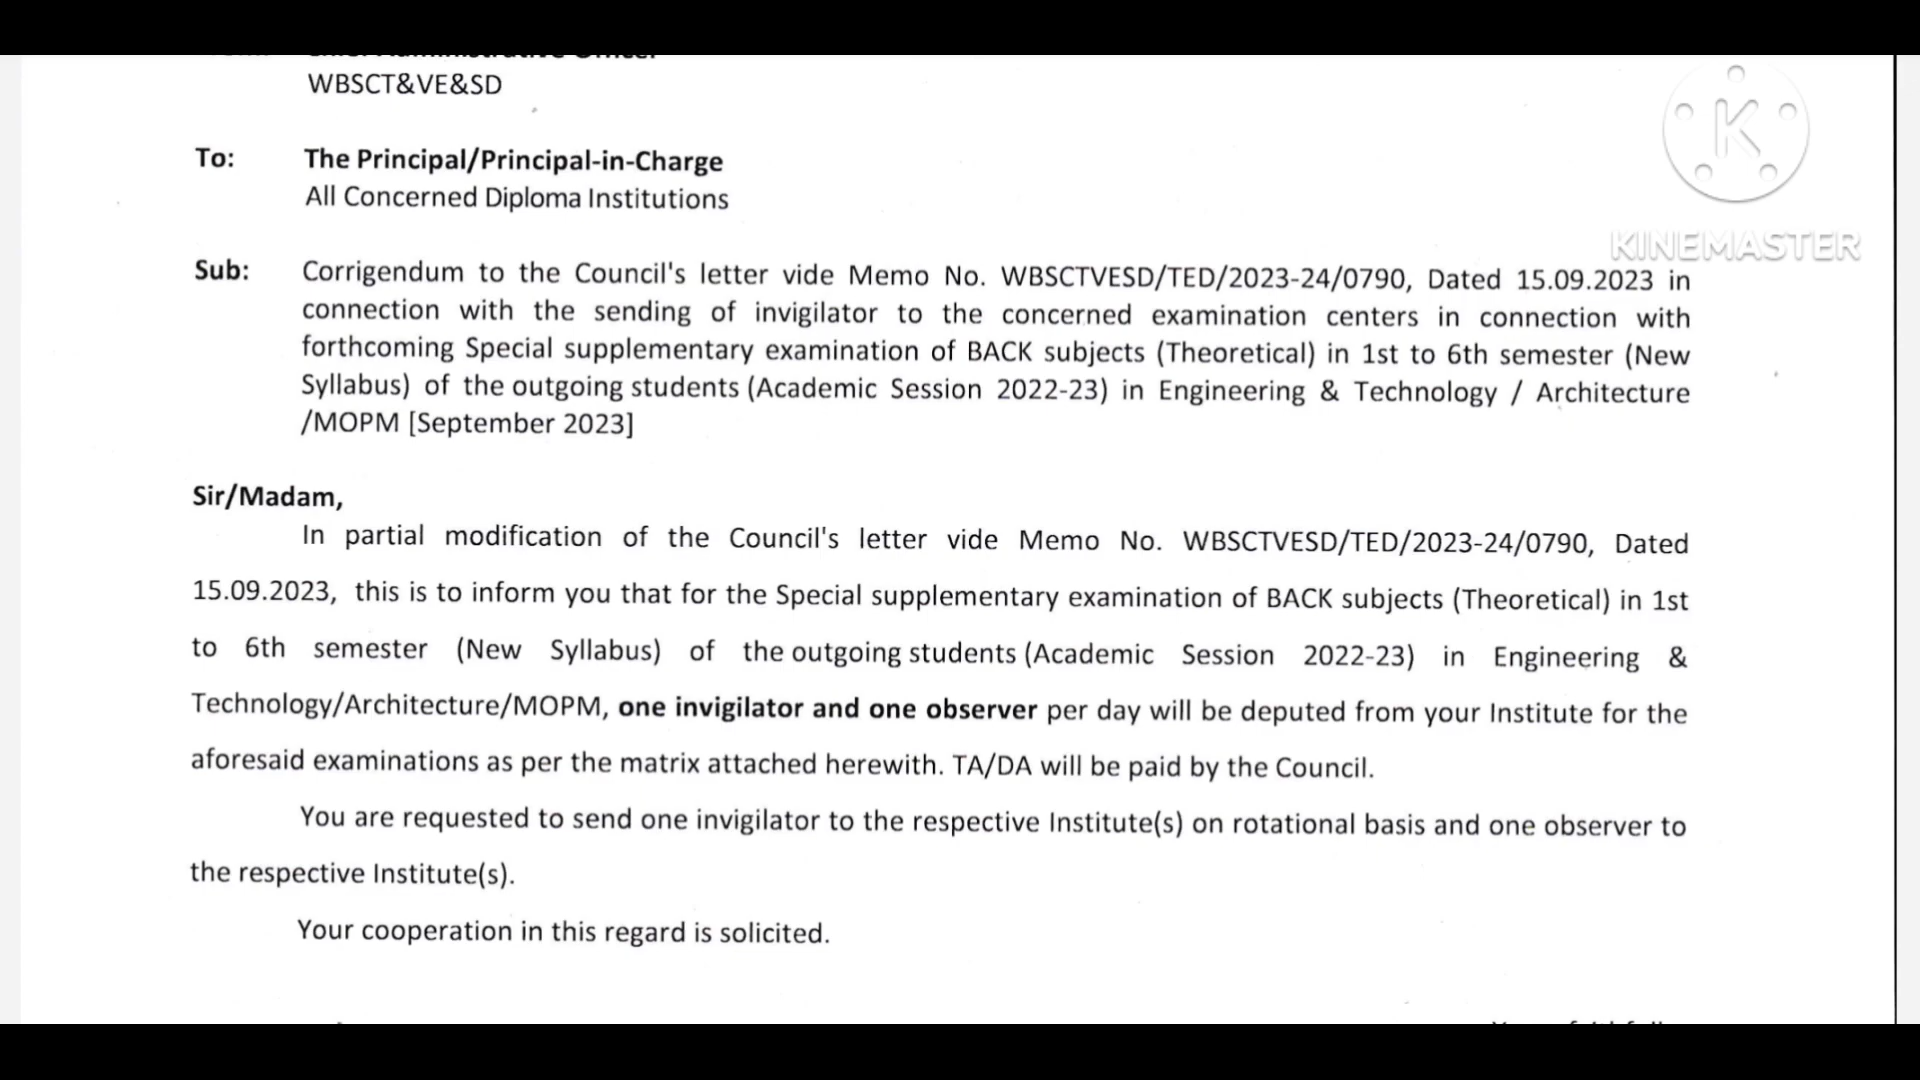 WBSCT&VE&SD
To: The Principal/Principal-in-Charge
All Concerned Diploma Institutions
K
KINEMASTER
Sub: Corrigendum to the Council's letter vide Memo No. WBSCTVESD/TED/2023-24/0790, Dated 15.09.2023 in
connection with the sending of invigilator to the concerned examination centers in connection with
forthcoming Special supplementary examination of BACK subjects (Theoretical) in 1st to 6th semester (New
Syllabus) of the outgoing students (Academic Session 2022-23) in Engineering & Technology / Architecture
/MOPM [September 2023]
Sir/Madam,
In partial modification of the Council's letter vide Memo No. WBSCTVESD/TED/2023-24/0790, Dated
15.09.2023, this is to inform you that for the Special supplementary examination of BACK subjects (Theoretical) in 1st
to 6th semester (New Syllabus) of the outgoing students (Academic Session 2022-23) in Engineering &
Technology/Architecture/MOPM, one invigilator and one observer per day will be deputed from your Institute for the
aforesaid examinations as per the matrix attached herewith. TA/DA will be paid by the Council.
You are requested to send one invigilator to the respective Institute(s) on rotational basis and one observer to
the respective Institute(s).
Your cooperation in this regard is solicited.